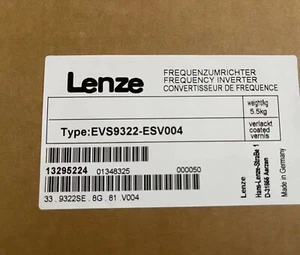 Lenze
FREQUENZUMRICHTER
FREQUENCY INVERTER
CONVERTISSEUR DE FREQUENCE
Type:EVS9322-ESV004
weight/kg
5.5kg
verlackt
coated
vernis
13295224 01348325 000050
33.9322SE.8G.81.V004
Lenze
Hans-Lenze-Straße 1
D-31855 Aerzen
Made in Germany